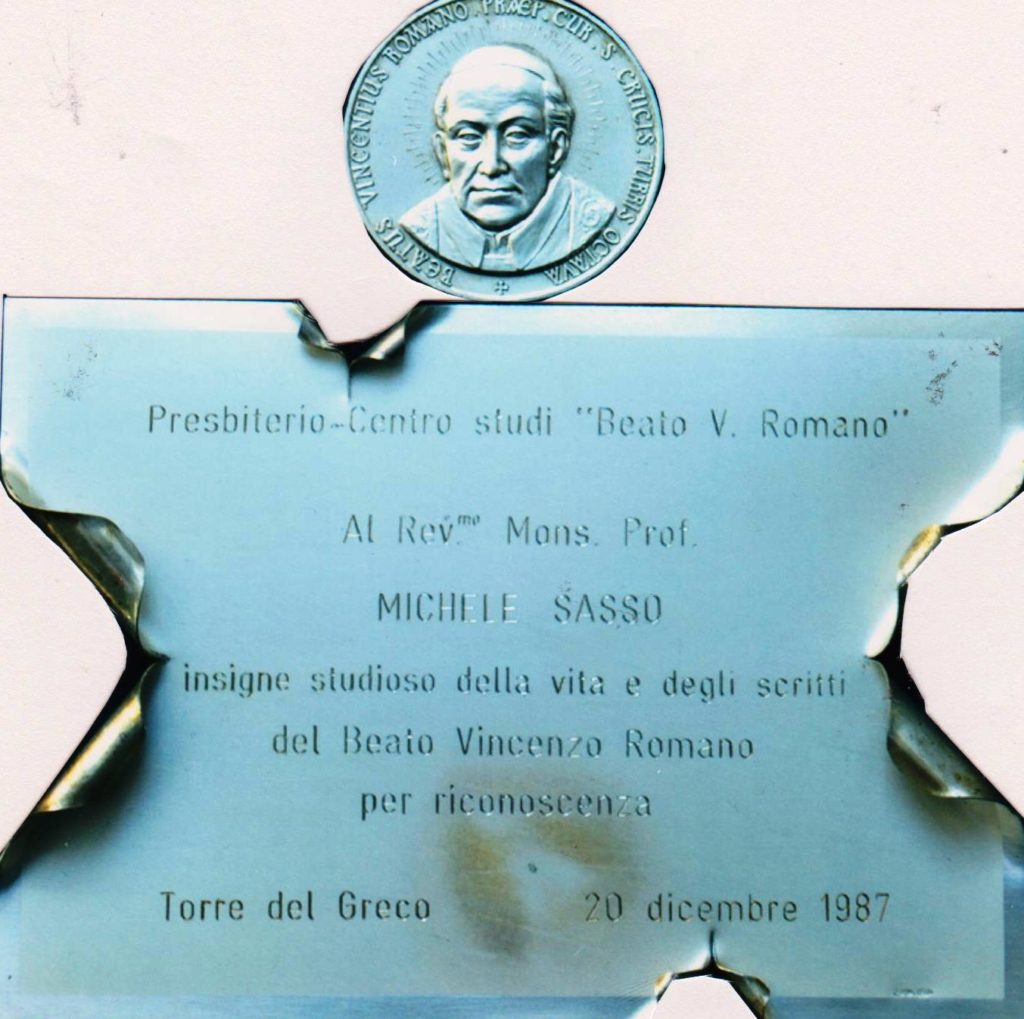 BEATUS VINCENTIUS ROMANO PRÆP. CUR. S. CRUCIS. TURRIS OCTAVA
Presbiterio-Centro studi "Beato V. Romano"
Al Rev.mo Mons. Prof.
MICHELE SASSO
insigne studioso della vita e degli scritti
del Beato Vincenzo Romano
per riconoscenza
Torre del Greco 20 dicembre 1987